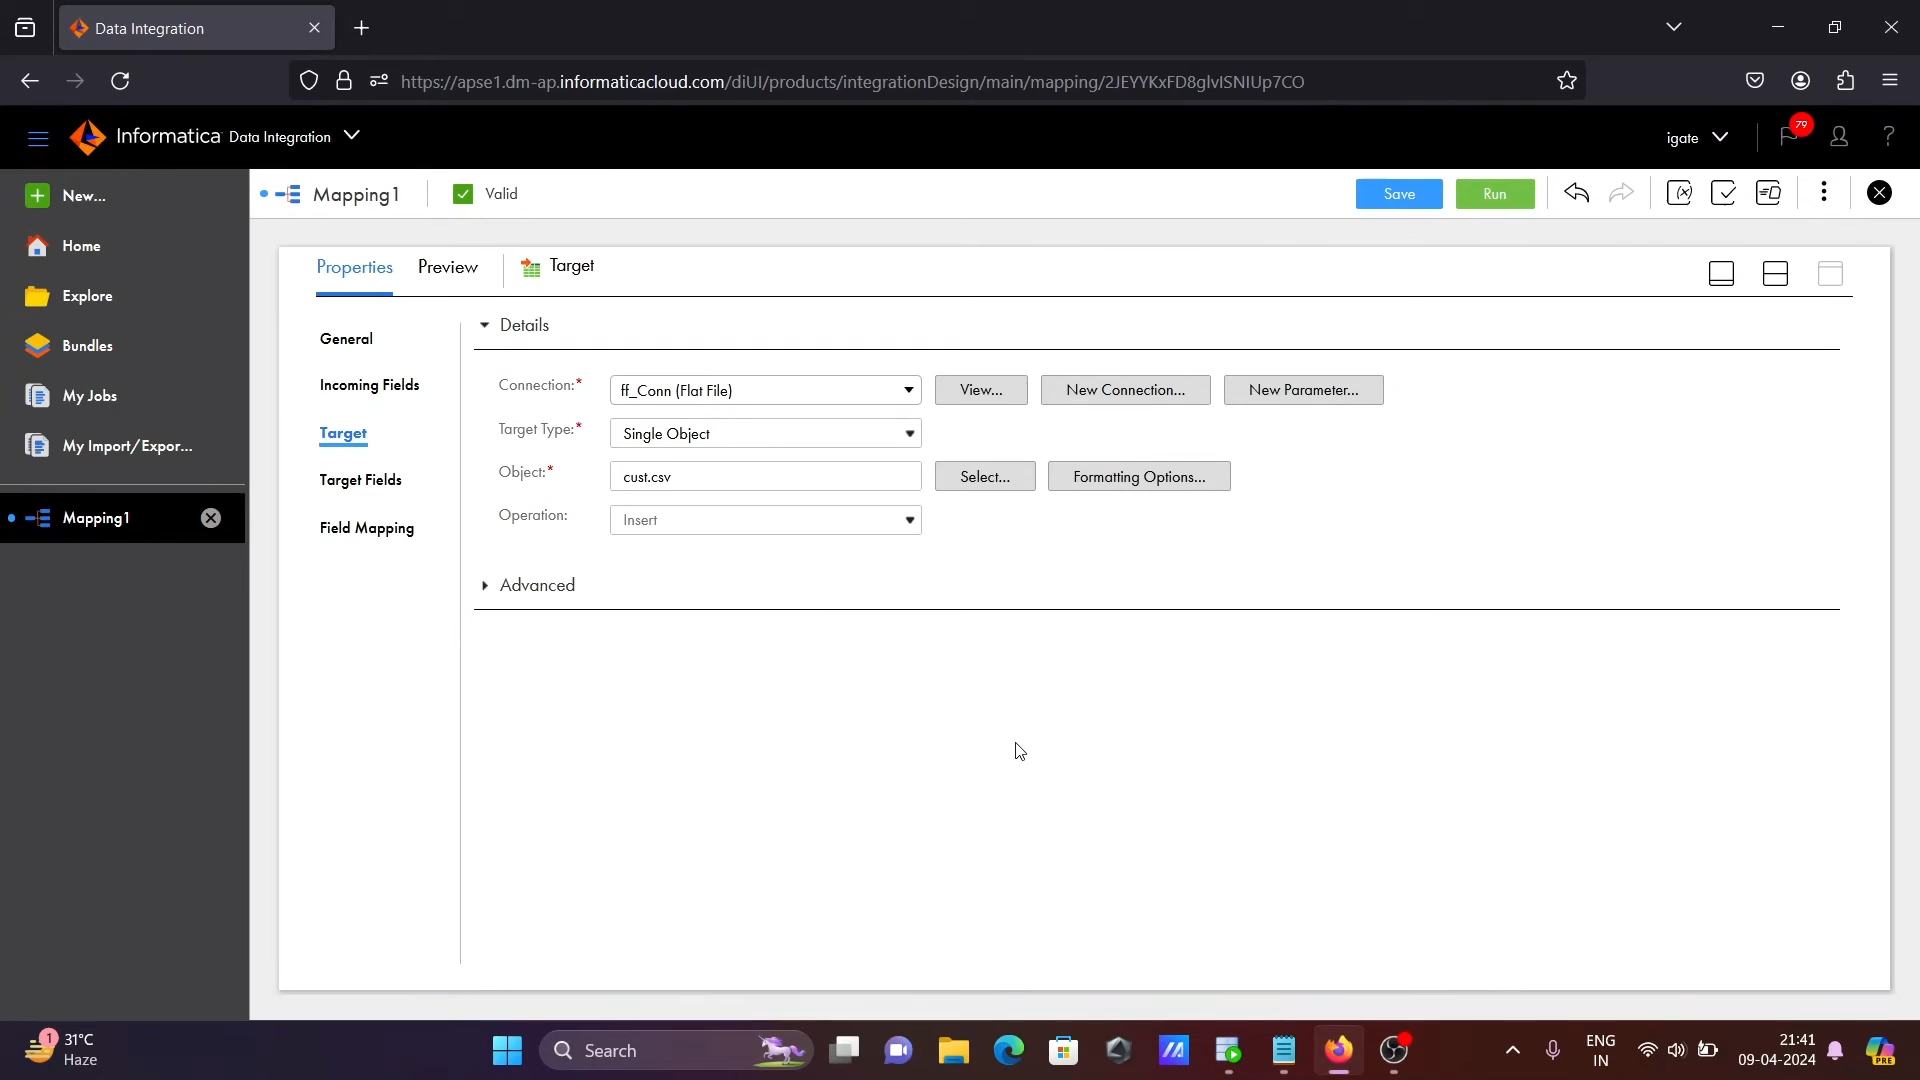 Data Integration
https://apse1.dm-ap.informaticacloud.com/diUI/products/integrationDesign/main/mapping/2JEYYKxFD8glvISNIUp7CO
Informatica Data Integration
igate
79
New...
Home
Explore
Bundles
My Jobs
My Import/Expor...
Mapping1
Mapping1
Valid
Save
Run
Properties
Preview
Target
General
Incoming Fields
Target
Target Fields
Field Mapping
Details
Connection:* ff_Conn (Flat File) View... New Connection... New Parameter...
Target Type:* Single Object
Object:* cust.csv Select... Formatting Options...
Operation: Insert
Advanced
1
31°C
Haze
Search
ENG
IN
21:41
09-04-2024
PRE